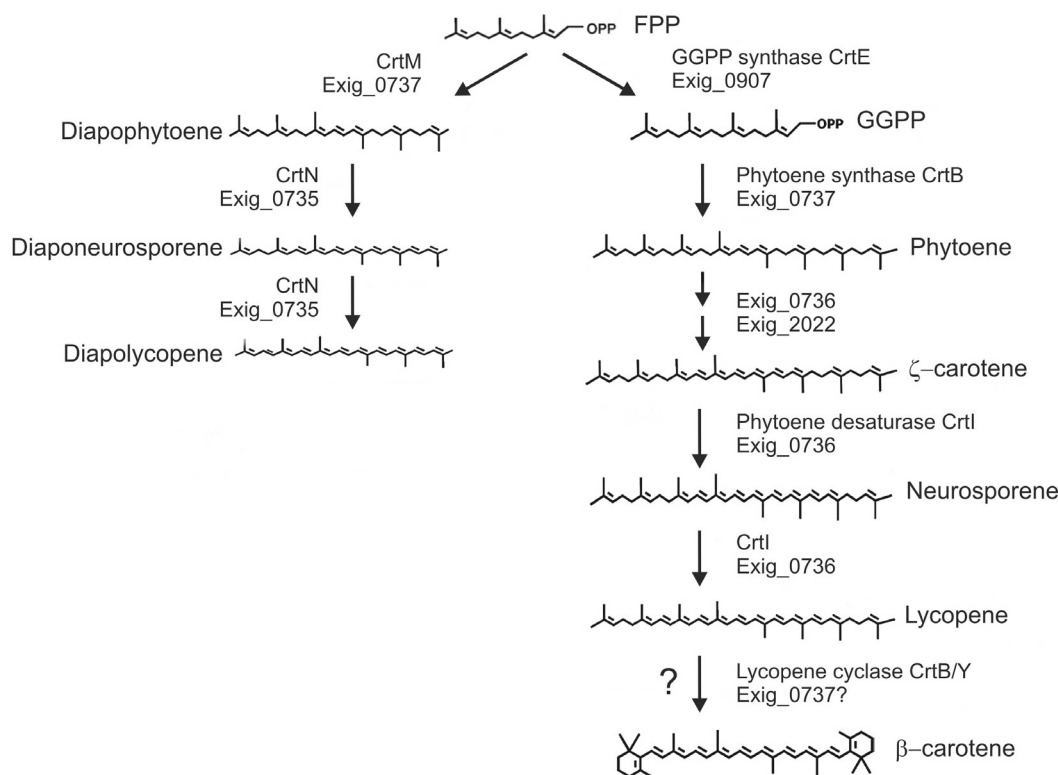 OPP FPP
CrtM
Exig_0737
GGPP synthase CrtE
Exig_0907
Diapophytoene
OPP GGPP
CrtN
Exig_0735
Phytoene synthase CrtB
Exig_0737
Diaponeurosporene
Phytoene
CrtN
Exig_0735
Exig_0736
Exig_2022
Diapolycopene
ζ–carotene
Phytoene desaturase CrtI
Exig_0736
Neurosporene
CrtI
Exig_0736
Lycopene
?
Lycopene cyclase CrtB/Y
Exig_0737?
β–carotene